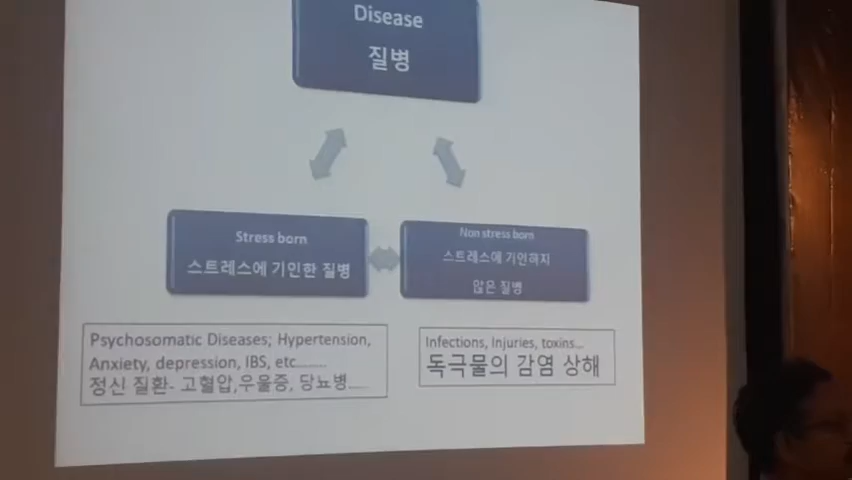 Disease
질병
Stress born
스트레스에 기인한 질병
Non stress born
스트레스에 기인하지
않은 질병
Psychosomatic Diseases; Hypertension,
Anxiety, depression, IBS, etc........
정신 질환- 고혈압,우울증, 당뇨병......
Infections, Injuries, toxins...
독극물의 감염 상해